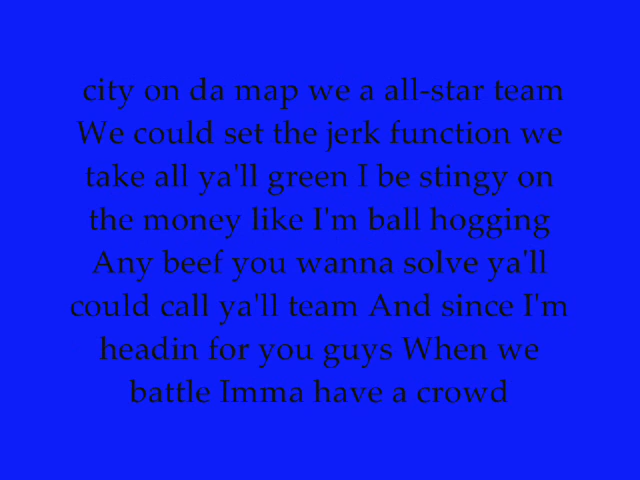 city on da map we a all-star team
We could set the jerk function we
take all ya'll green I be stingy on
the money like I'm ball hogging
Any beef you wanna solve ya'll
could call ya'll team And since I'm
headin for you guys When we
battle Imma have a crowd